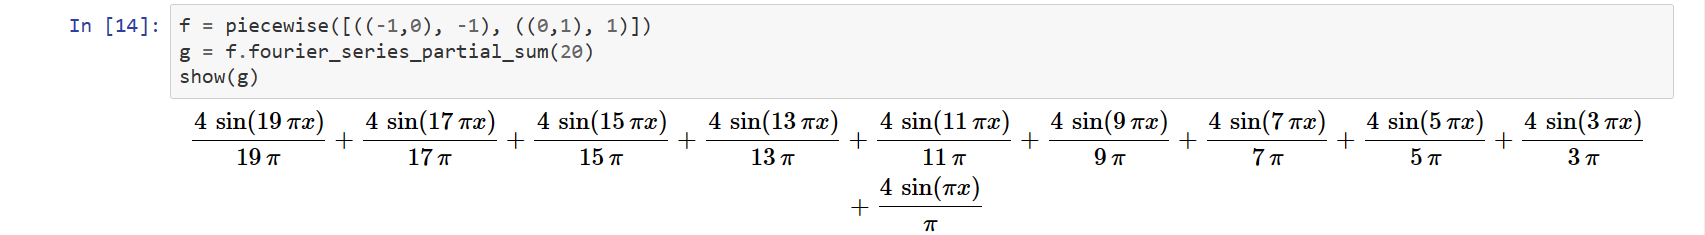 In [14]: f = piecewise([((-1,0), -1), ((0,1), 1)])
g = f.fourier_series_partial_sum(20)
show(g)
4 sin(19 πx)/19 π + 4 sin(17 πx)/17 π + 4 sin(15 πx)/15 π + 4 sin(13 πx)/13 π + 4 sin(11 πx)/11 π + 4 sin(9 πx)/9 π + 4 sin(7 πx)/7 π + 4 sin(5 πx)/5 π + 4 sin(3 πx)/3 π
+ 4 sin(πx)/π